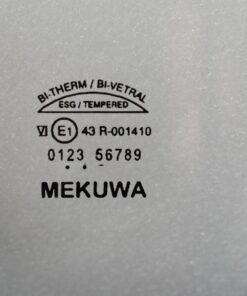 BI-THERM / BI-VETRAL
ESG / TEMPERED
VI E1 43 R-001410
0123 56789
MEKUWA